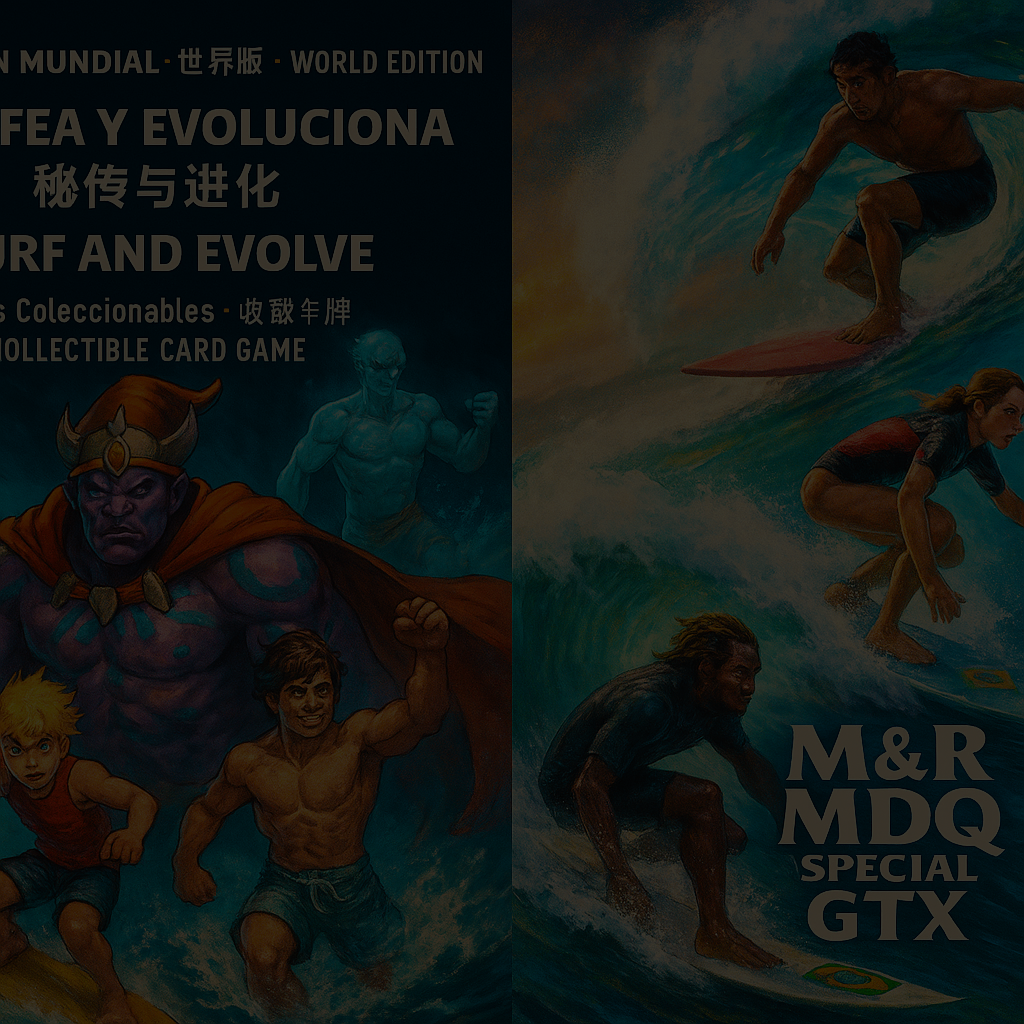 N MUNDIAL · 世界版 · WORLD EDITION
FEA Y EVOLUCIONA
秘传与进化
URF AND EVOLVE
s Coleccionables ·
OLLECTIBLE CARD GAME
M&R
MDQ
SPECIAL
GTX